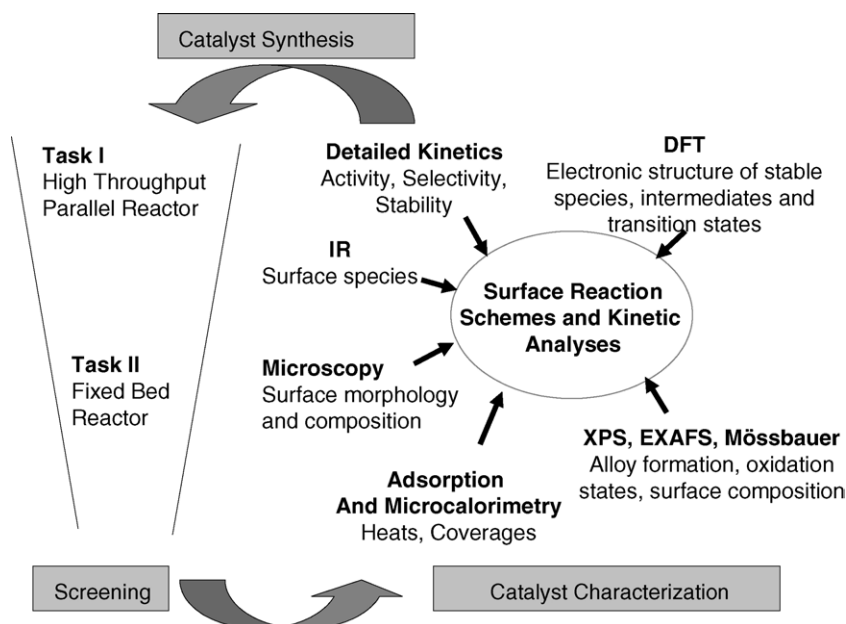 Catalyst Synthesis
Task I
High Throughput
Parallel Reactor
Task II
Fixed Bed
Reactor
Detailed Kinetics
Activity, Selectivity,
Stability
DFT
Electronic structure of stable
species, intermediates and
transition states
IR
Surface species
Surface Reaction
Schemes and Kinetic
Analyses
Microscopy
Surface morphology
and composition
XPS, EXAFS, Mössbauer
Alloy formation, oxidation
states, surface composition
Adsorption
And Microcalorimetry
Heats, Coverages
Screening
Catalyst Characterization